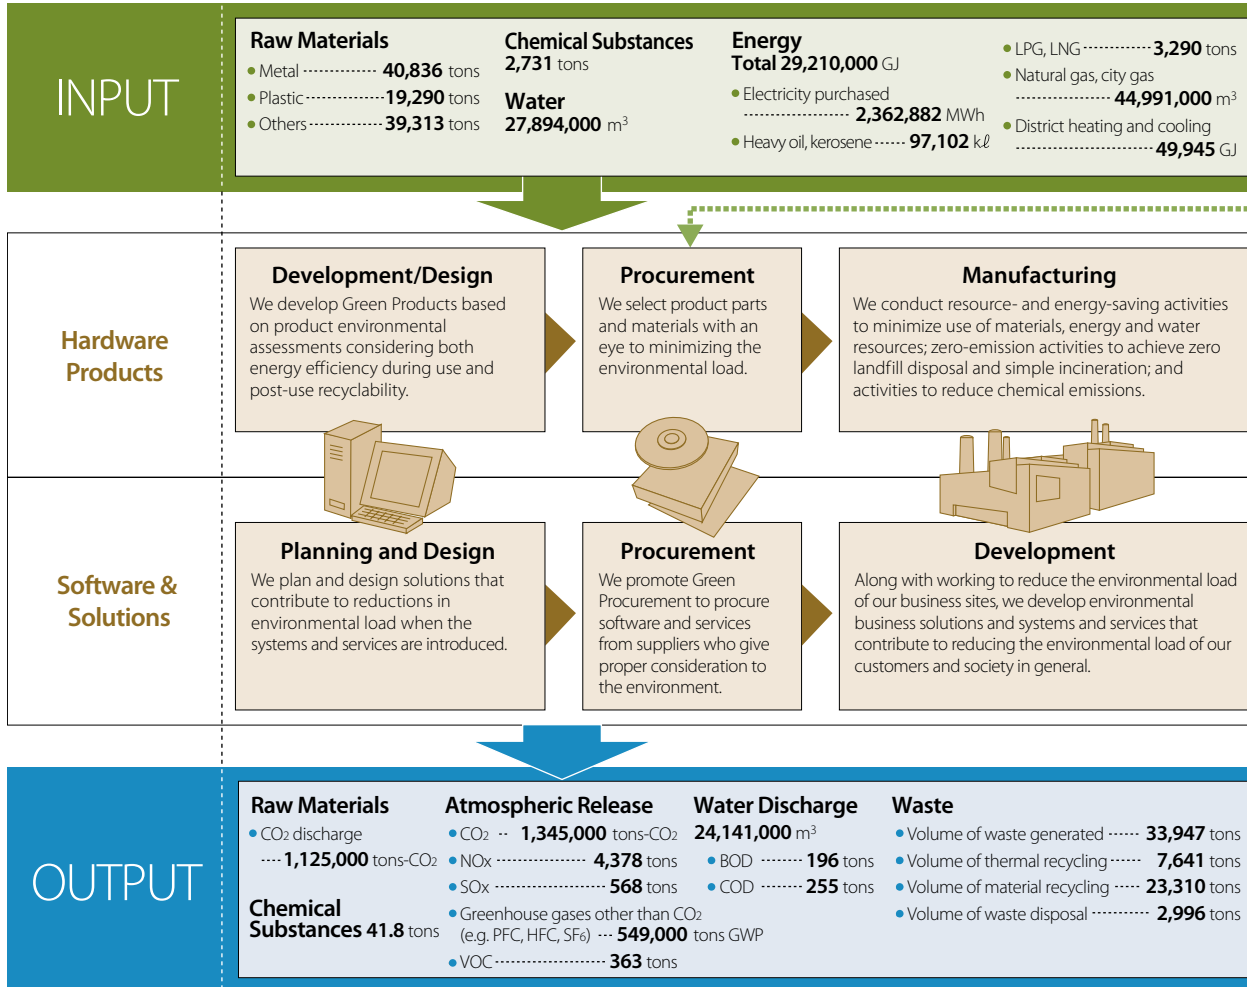 INPUT
Raw Materials
• Metal 40,836 tons
• Plastic 19,290 tons
• Others 39,313 tons
Chemical Substances
2,731 tons
Water
27,894,000 m³
Energy
Total 29,210,000 GJ
• Electricity purchased
2,362,882 MWh
• Heavy oil, kerosene 97,102 kℓ
• LPG, LNG 3,290 tons
• Natural gas, city gas
44,991,000 m³
• District heating and cooling
49,945 GJ
Hardware
Products
Development/Design
We develop Green Products based
on product environmental
assessments considering both
energy efficiency during use and
post-use recyclability.
Procurement
We select product parts
and materials with an
eye to minimizing the
environmental load.
Manufacturing
We conduct resource- and energy-saving activities
to minimize use of materials, energy and water
resources; zero-emission activities to achieve zero
landfill disposal and simple incineration; and
activities to reduce chemical emissions.
Software &
Solutions
Planning and Design
We plan and design solutions that
contribute to reductions in
environmental load when the
systems and services are introduced.
Procurement
We promote Green
Procurement to procure
software and services
from suppliers who give
proper consideration to
the environment.
Development
Along with working to reduce the environmental load
of our business sites, we develop environmental
business solutions and systems and services that
contribute to reducing the environmental load of our
customers and society in general.
OUTPUT
Raw Materials
• CO₂ discharge
1,125,000 tons-CO₂
Chemical
Substances 41.8 tons
Atmospheric Release
• CO₂ 1,345,000 tons-CO₂
• NOx 4,378 tons
• SOx 568 tons
• Greenhouse gases other than CO₂
(e.g. PFC, HFC, SF₆) 549,000 tons GWP
• VOC 363 tons
Water Discharge
24,141,000 m³
• BOD 196 tons
• COD 255 tons
Waste
• Volume of waste generated 33,947 tons
• Volume of thermal recycling 7,641 tons
• Volume of material recycling 23,310 tons
• Volume of waste disposal 2,996 tons